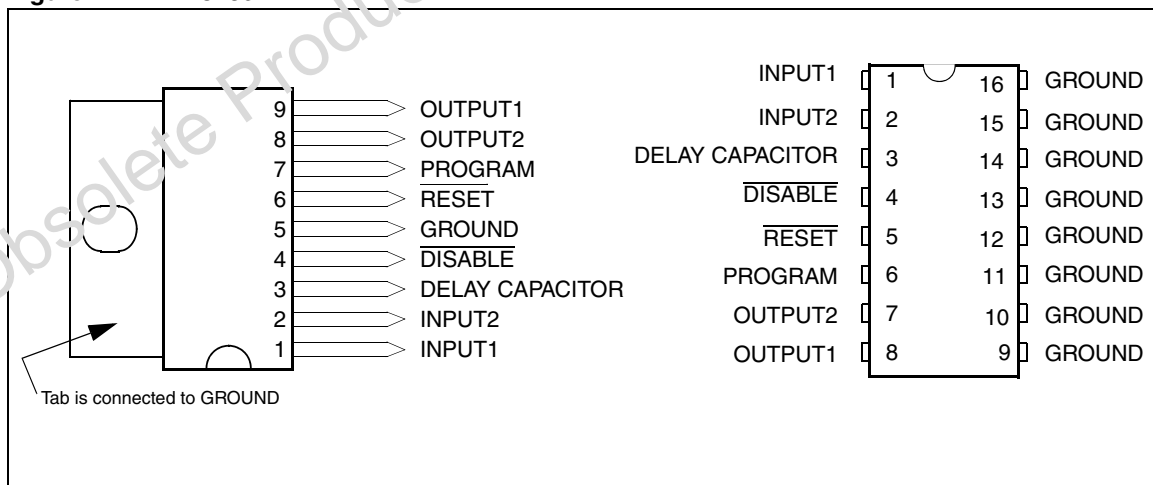 Obsolete Produc
OUTPUT1
OUTPUT2
PROGRAM
RESET
GROUND
DISABLE
DELAY CAPACITOR
INPUT2
INPUT1
9
8
7
6
5
4
3
2
1
Tab is connected to GROUND
INPUT1
INPUT2
DELAY CAPACITOR
DISABLE
RESET
PROGRAM
OUTPUT2
OUTPUT1
1
2
3
4
5
6
7
8
16
15
14
13
12
11
10
9
GROUND
GROUND
GROUND
GROUND
GROUND
GROUND
GROUND
GROUND